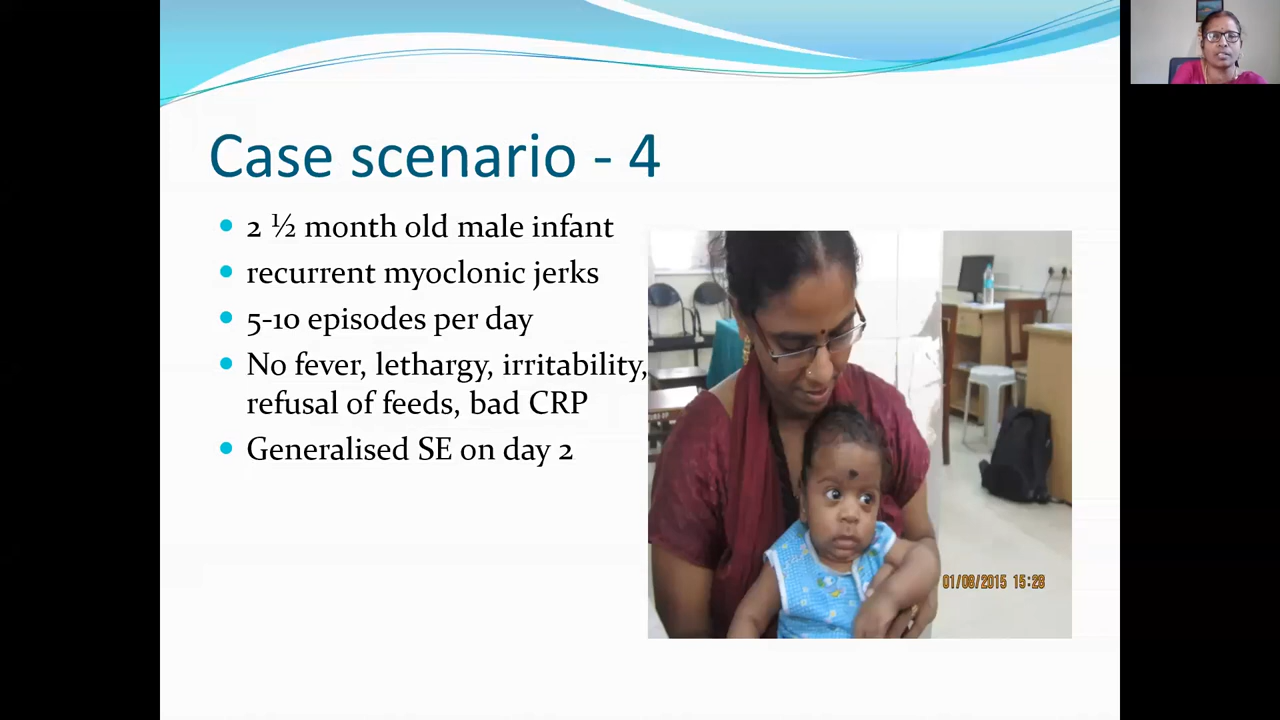 Case scenario - 4
2 ½ month old male infant
recurrent myoclonic jerks
5-10 episodes per day
No fever, lethargy, irritability,
refusal of feeds, bad CRP
Generalised SE on day 2
01/08/2015 15:28